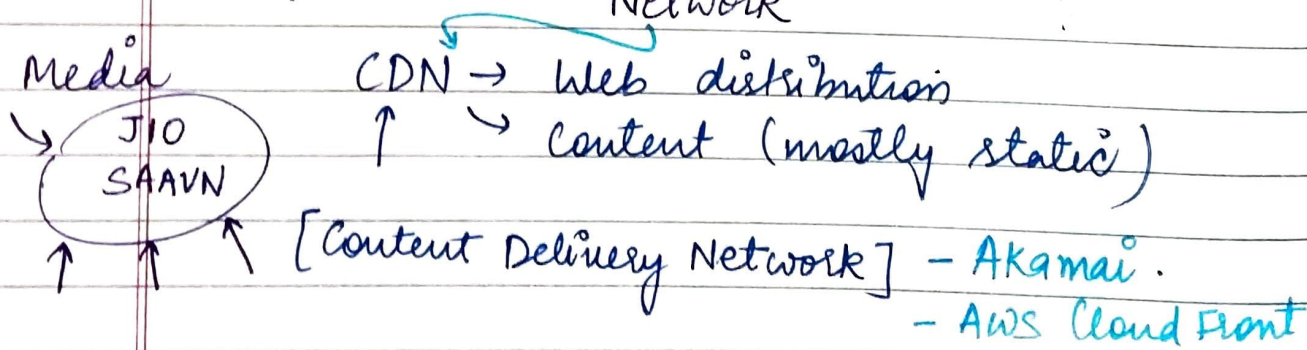 Network
Media CDN → Web distribution
JIO ↑ ↳ Content (mostly static)
SAAVN
[Content Delivery Network] - Akamai.
- AWS Cloud Front